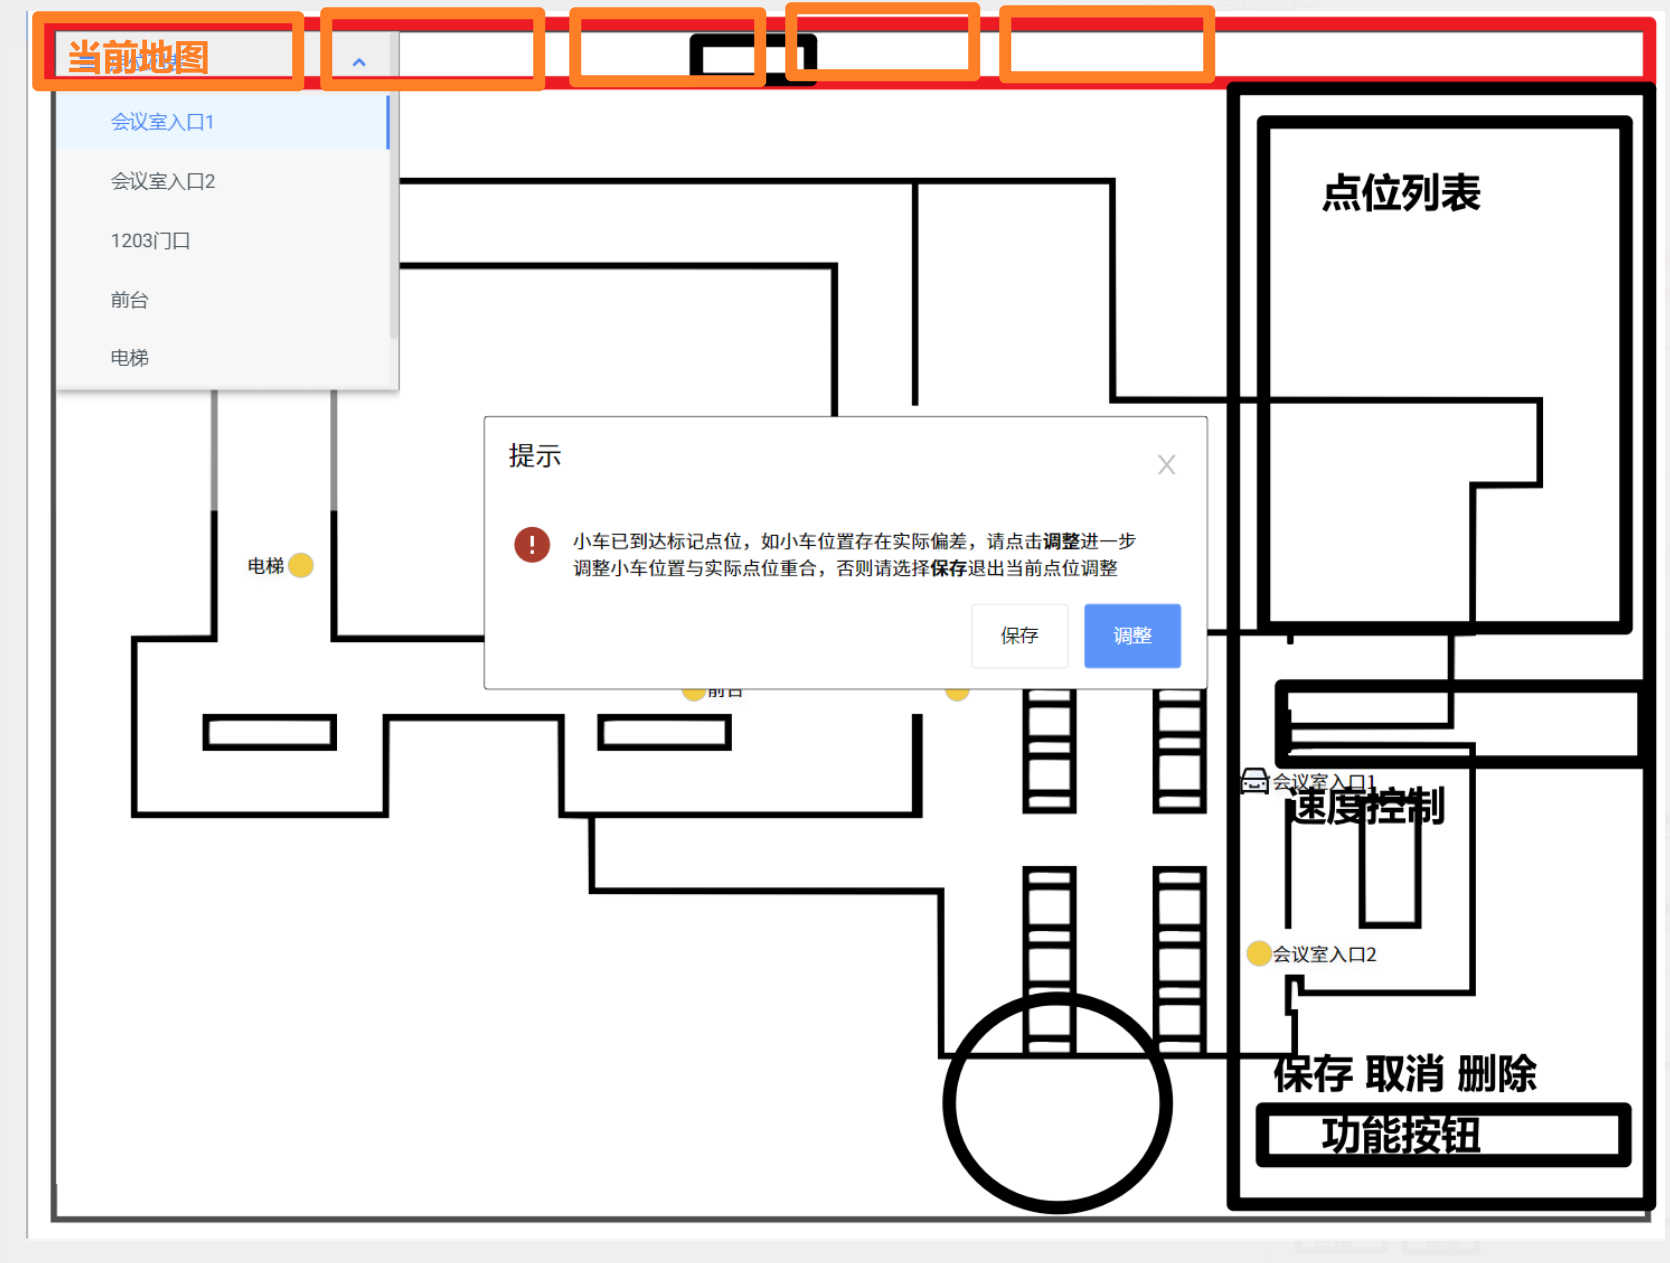 当前地图
会议室入口1
会议室入口2
1203门口
前台
电梯
点位列表
提示
小车已到达标记点位，如小车位置存在实际偏差，请点击调整进一步
调整小车位置与实际点位重合，否则请选择保存退出当前点位调整
保存
调整
电梯
前台
会议室入口1
速度控制
会议室入口2
保存 取消 删除
功能按钮